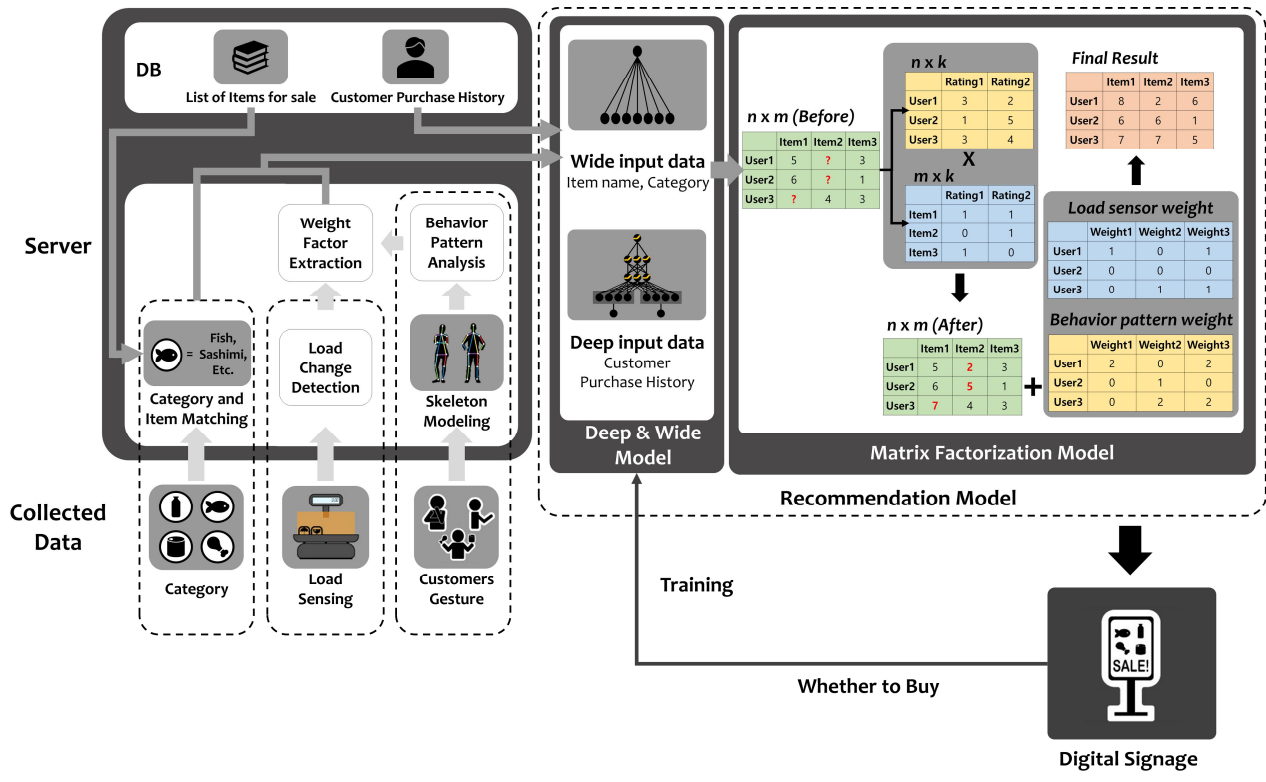 DB
List of Items for sale
Customer Purchase History
Server
Weight
Factor
Extraction
Behavior
Pattern
Analysis
= Fish,
Sashimi,
Etc.
Category and
Item Matching
Load
Change
Detection
Skeleton
Modeling
Collected
Data
Category
Load
Sensing
Customers
Gesture
Wide input data
Item name, Category
Deep input data
Customer
Purchase History
Deep & Wide
Model
n x m (Before)
Item1 Item2 Item3
User1 5 ? 3
User2 6 ? 1
User3 ? 4 3
n x k
Rating1 Rating2
User1 3 2
User2 1 5
User3 3 4
X
m x k
Rating1 Rating2
Item1 1 1
Item2 0 1
Item3 1 0
n x m (After)
Item1 Item2 Item3
User1 5 2 3
User2 6 5 1
User3 7 4 3
+
Final Result
Item1 Item2 Item3
User1 8 2 6
User2 6 6 1
User3 7 7 5
Load sensor weight
Weight1 Weight2 Weight3
User1 1 0 1
User2 0 0 0
User3 0 1 1
Behavior pattern weight
Weight1 Weight2 Weight3
User1 2 0 2
User2 0 1 0
User3 0 2 2
Matrix Factorization Model
Recommendation Model
Training
Whether to Buy
SALE!
Digital Signage